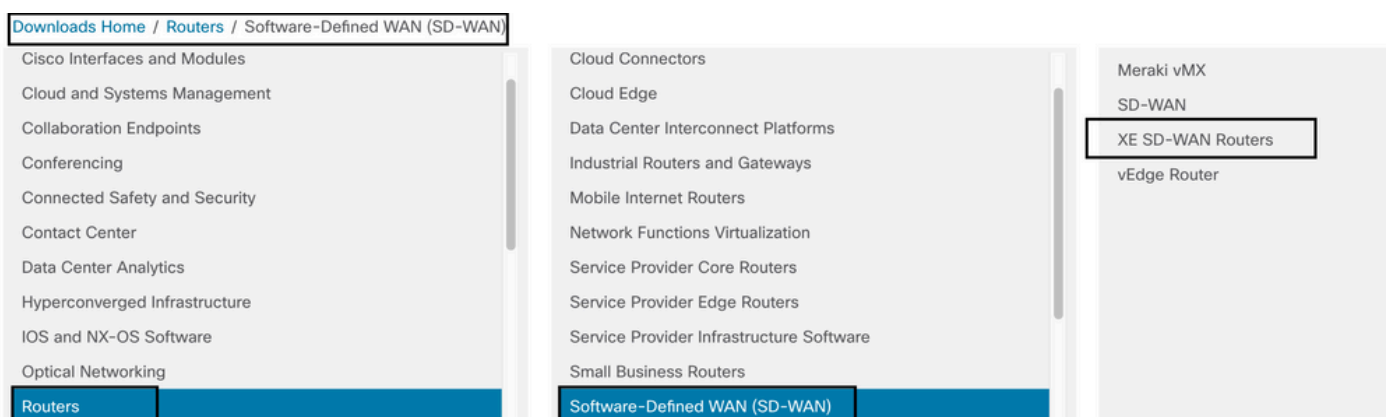 Downloads Home / Routers / Software-Defined WAN (SD-WAN)
Cisco Interfaces and Modules
Cloud and Systems Management
Collaboration Endpoints
Conferencing
Connected Safety and Security
Contact Center
Data Center Analytics
Hyperconverged Infrastructure
IOS and NX-OS Software
Optical Networking
Routers
Cloud Connectors
Cloud Edge
Data Center Interconnect Platforms
Industrial Routers and Gateways
Mobile Internet Routers
Network Functions Virtualization
Service Provider Core Routers
Service Provider Edge Routers
Service Provider Infrastructure Software
Small Business Routers
Software-Defined WAN (SD-WAN)
Meraki vMX
SD-WAN
XE SD-WAN Routers
vEdge Router